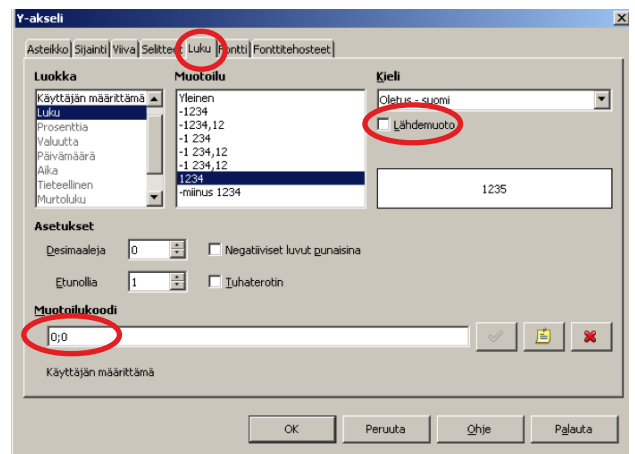 Y-akseli
Asteikko Sijainti Viiva Selitteet Luku Fontti Fonttitehosteet
Luokka
Käyttäjän määrittämä
Luku
Prosenttia
Valuutta
Päivämäärä
Aika
Tieteellinen
Murtoluku
Muotoilu
Yleinen
-1234
-1234,12
-1 234
-1 234,12
-1 234,12
1234
-miinus 1234
Kieli
Oletus - suomi
Lähdemuoto
1235
Asetukset
Desimaaleja 0 Negatiiviset luvut punaisina
Etunollia 1 Tuhaterotin
Muotoilukoodi
0;0
Käyttäjän määrittämä
OK Peruuta Ohje Palauta